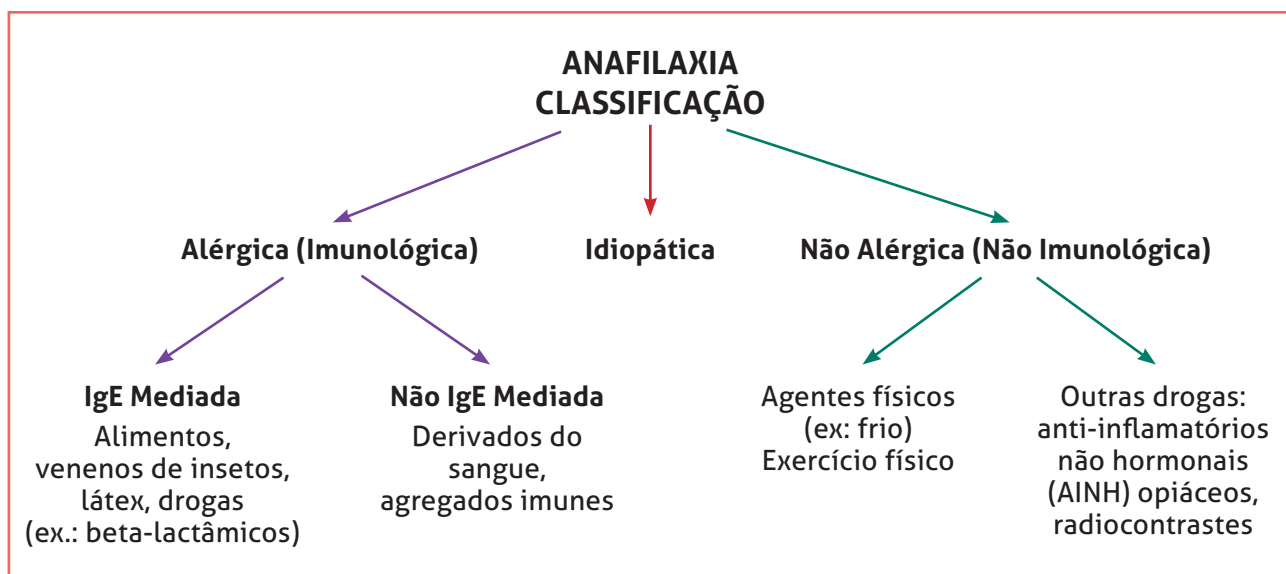 ANAFILAXIA
CLASSIFICAÇÃO
Alérgica (Imunológica)
Idiopática
Não Alérgica (Não Imunológica)
IgE Mediada
Alimentos,
venenos de insetos,
látex, drogas
(ex.: beta-lactâmicos)
Não IgE Mediada
Derivados do
sangue,
agregados imunes
Agentes físicos
(ex: frio)
Exercício físico
Outras drogas:
anti-inflamatórios
não hormonais
(AINH) opiáceos,
radiocontrastes